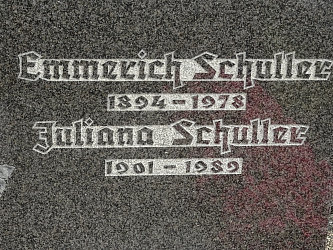 Emmerich Schuller
1894 - 1978
Juliana Schuller
1901 - 1989